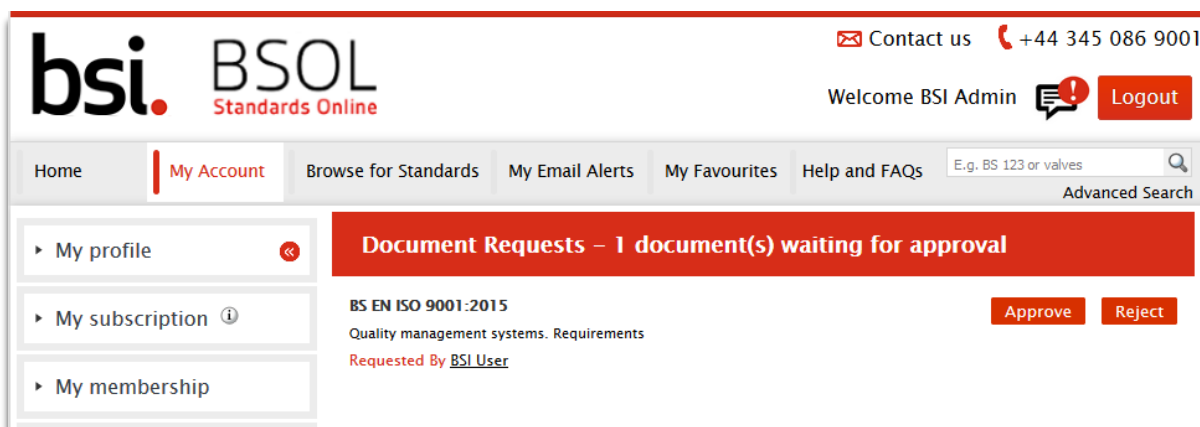 bsi.
BSOL
Standards Online
Contact us +44 345 086 9001
Welcome BSI Admin Logout
Home My Account Browse for Standards My Email Alerts My Favourites Help and FAQs E.g. BS 123 or valves
Advanced Search
My profile
My subscription
My membership
Document Requests – 1 document(s) waiting for approval
BS EN ISO 9001:2015
Quality management systems. Requirements
Requested By BSI User
Approve Reject